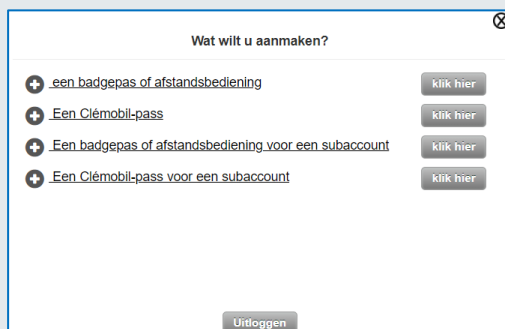 Wat wilt u aanmaken?
een badgepas of afstandsbediening klik hier
Een Clémobil-pass klik hier
Een badgepas of afstandsbediening voor een subaccount klik hier
Een Clémobil-pass voor een subaccount klik hier
Uitloggen